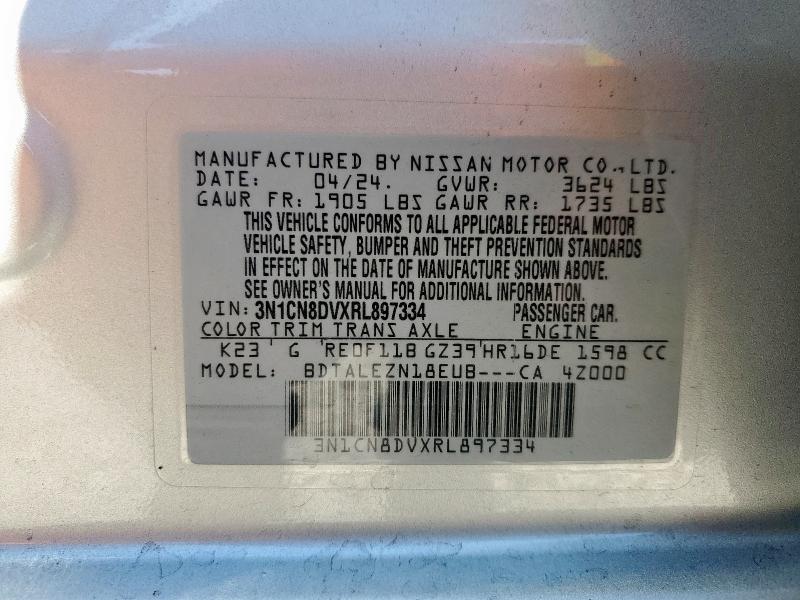 MANUFACTURED BY NISSAN MOTOR CO., LTD.
DATE: 04/24. GVWR: 3624 LBS
GAWR FR: 1905 LBS GAWR RR: 1735 LBS
THIS VEHICLE CONFORMS TO ALL APPLICABLE FEDERAL MOTOR
VEHICLE SAFETY, BUMPER AND THEFT PREVENTION STANDARDS
IN EFFECT ON THE DATE OF MANUFACTURE SHOWN ABOVE.
SEE OWNER'S MANUAL FOR ADDITIONAL INFORMATION.
VIN: 3N1CN8DVXRL897334 PASSENGER CAR.
COLOR TRIM TRANS AXLE ENGINE
K23 G RE0F11B GZ39 HR16DE 1598 CC
MODEL: BDTALEZN18EUB---CA 4Z000
3N1CN8DVXRL897334